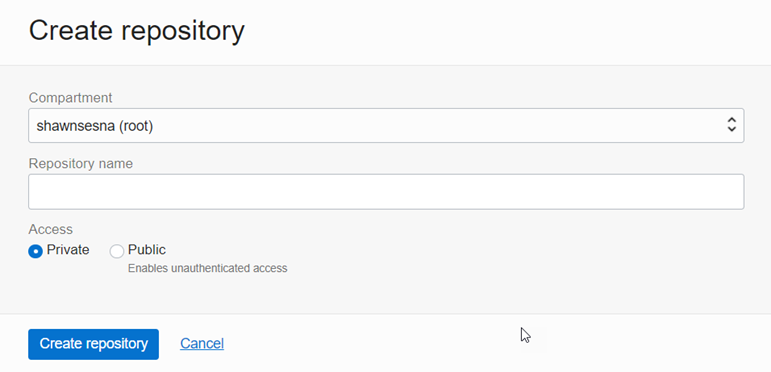 Create repository
Compartment
shawnsesna (root)
Repository name
Access
Private
Public
Enables unauthenticated access
Create repository
Cancel